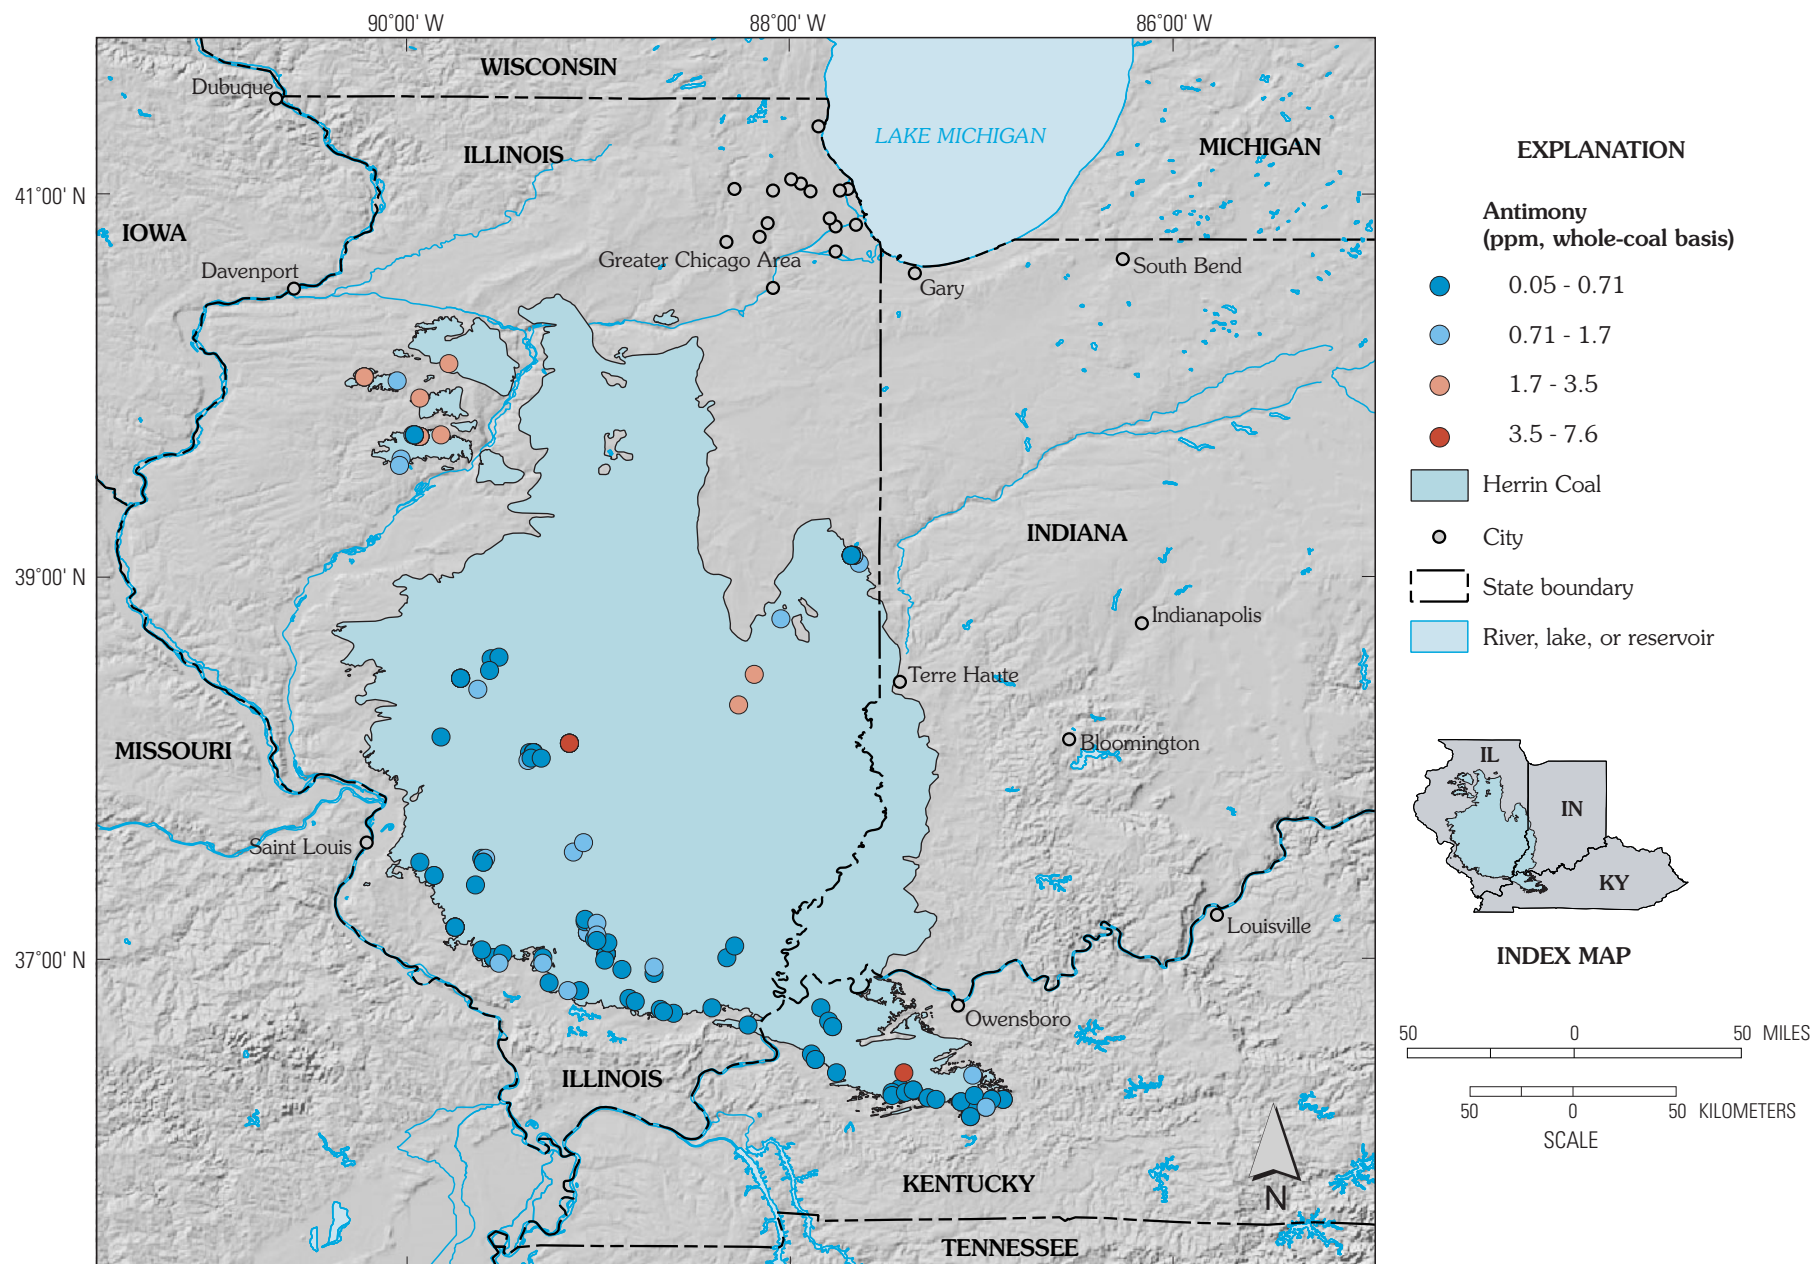 90°00' W
88°00' W
86°00' W
WISCONSIN
Dubuque
LAKE MICHIGAN
ILLINOIS
MICHIGAN
41°00' N
IOWA
Davenport
Greater Chicago Area
South Bend
Gary
INDIANA
39°00' N
Indianapolis
Terre Haute
MISSOURI
Bloomington
Saint Louis
Louisville
37°00' N
Owensboro
ILLINOIS
KENTUCKY
N
TENNESSEE
EXPLANATION
Antimony
(ppm, whole-coal basis)
0.05 - 0.71
0.71 - 1.7
1.7 - 3.5
3.5 - 7.6
Herrin Coal
City
State boundary
River, lake, or reservoir
IL
IN
KY
INDEX MAP
50 0 50 MILES
50 0 50 KILOMETERS
SCALE